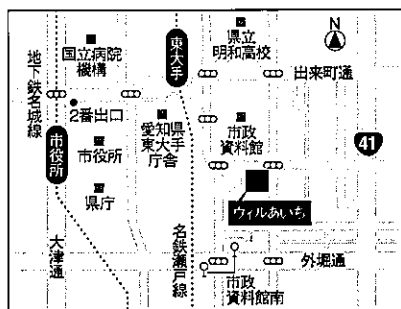 N
県立
明和高校
国立病院
機構
東大手
地下鉄名城線
出来町通
2番出口
愛知県
東大手
庁舎
市政
資料館
41
市役所
市役所
県庁
ウィルあいち
大津通
名鉄瀬戸線
外堀通
市政
資料館南